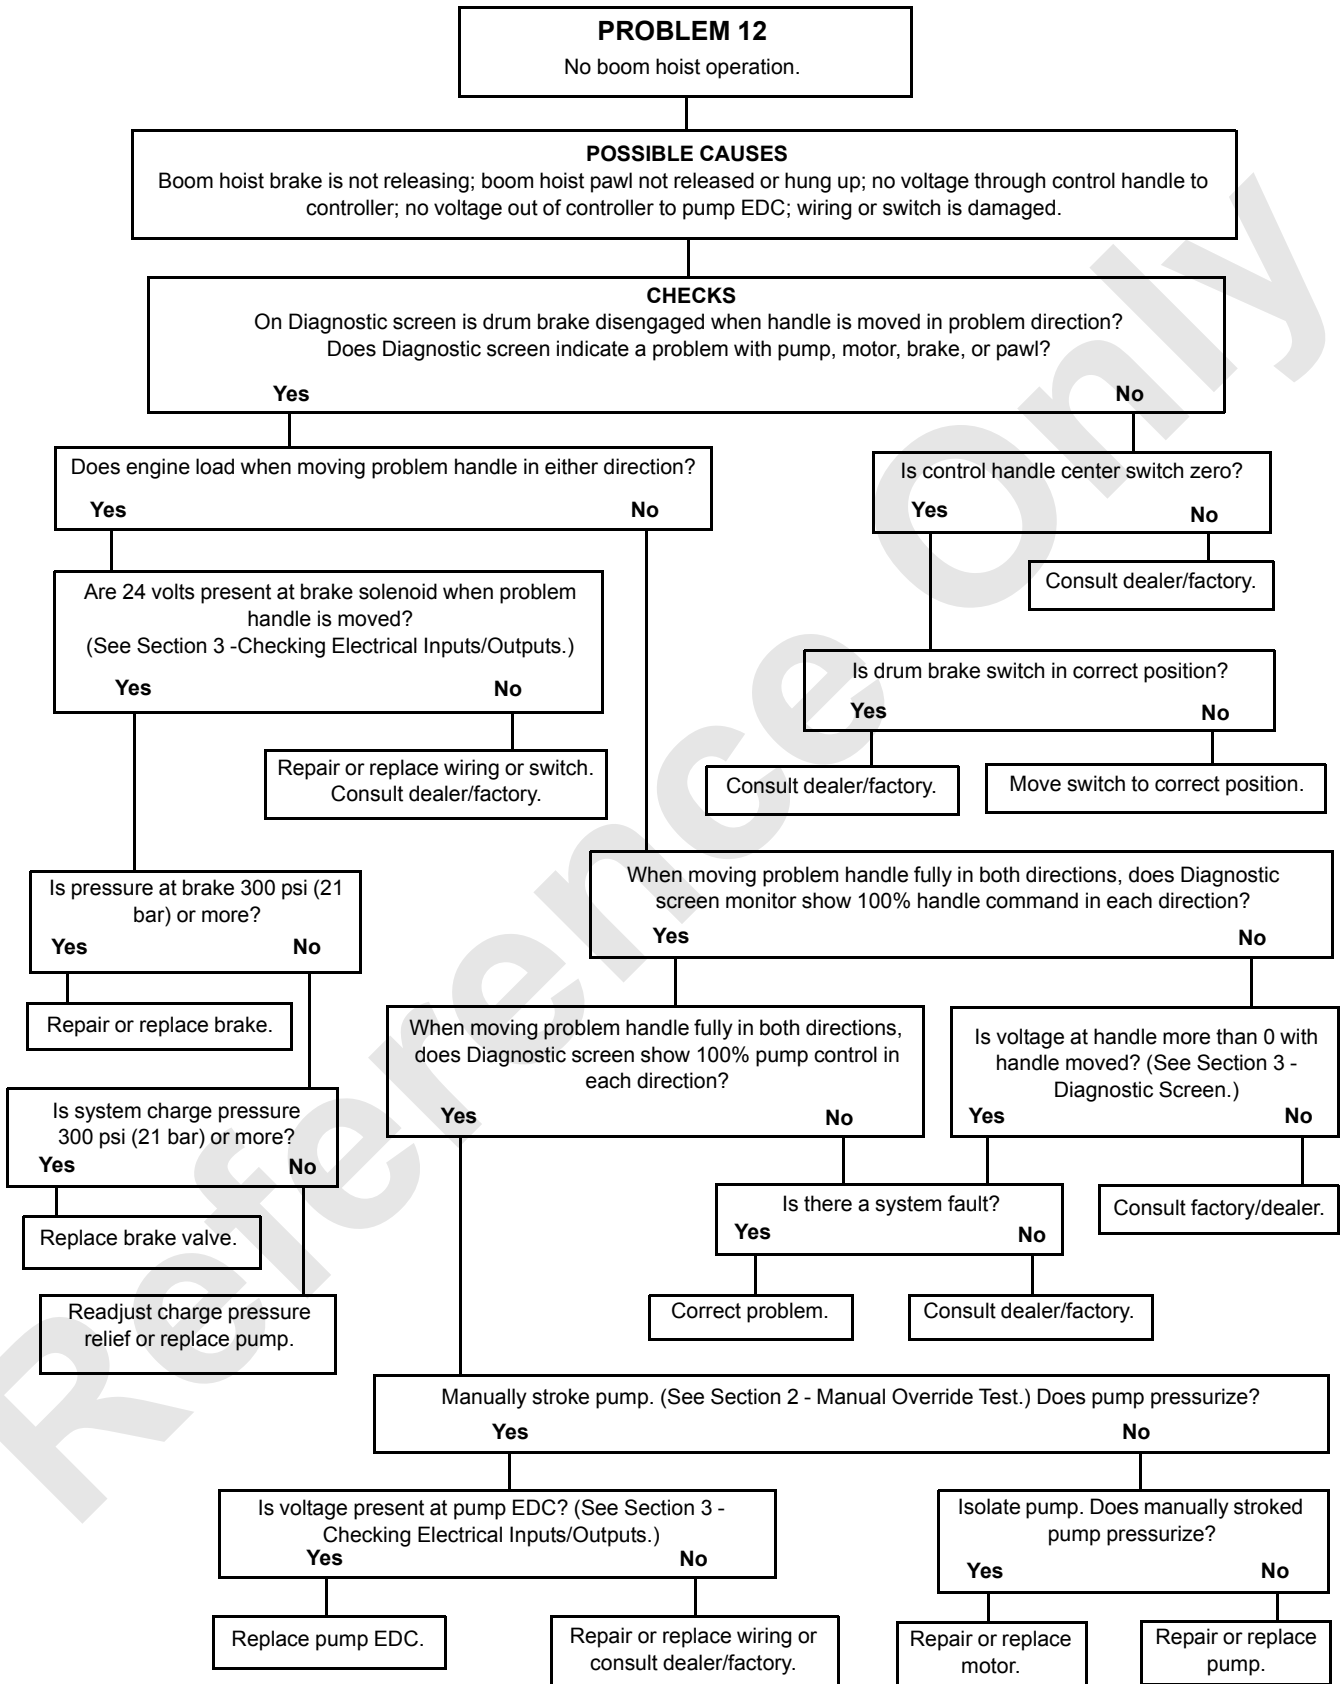 PROBLEM 12
No boom hoist operation.
POSSIBLE CAUSES
Boom hoist brake is not releasing; boom hoist pawl not released or hung up; no voltage through control handle to
controller; no voltage out of controller to pump EDC; wiring or switch is damaged.
CHECKS
On Diagnostic screen is drum brake disengaged when handle is moved in problem direction?
Does Diagnostic screen indicate a problem with pump, motor, brake, or pawl?
Yes
No
Does engine load when moving problem handle in either direction?
Yes
No
Is control handle center switch zero?
Yes
No
Consult dealer/factory.
Are 24 volts present at brake solenoid when problem
handle is moved?
(See Section 3 -Checking Electrical Inputs/Outputs.)
Yes
No
Is drum brake switch in correct position?
Yes
No
Repair or replace wiring or switch.
Consult dealer/factory.
Consult dealer/factory.
Move switch to correct position.
Is pressure at brake 300 psi (21
bar) or more?
Yes
No
When moving problem handle fully in both directions, does Diagnostic
screen monitor show 100% handle command in each direction?
Yes
No
Repair or replace brake.
When moving problem handle fully in both directions,
does Diagnostic screen show 100% pump control in
each direction?
Yes
No
Is voltage at handle more than 0 with
handle moved? (See Section 3 -
Diagnostic Screen.)
Yes
No
Is system charge pressure
300 psi (21 bar) or more?
Yes
No
Is there a system fault?
Yes
No
Consult factory/dealer.
Replace brake valve.
Readjust charge pressure
relief or replace pump.
Correct problem.
Consult dealer/factory.
Manually stroke pump. (See Section 2 - Manual Override Test.) Does pump pressurize?
Yes
No
Is voltage present at pump EDC? (See Section 3 -
Checking Electrical Inputs/Outputs.)
Yes
No
Isolate pump. Does manually stroked
pump pressurize?
Yes
No
Replace pump EDC.
Repair or replace wiring or
consult dealer/factory.
Repair or replace
motor.
Repair or replace
pump.
Reference Only